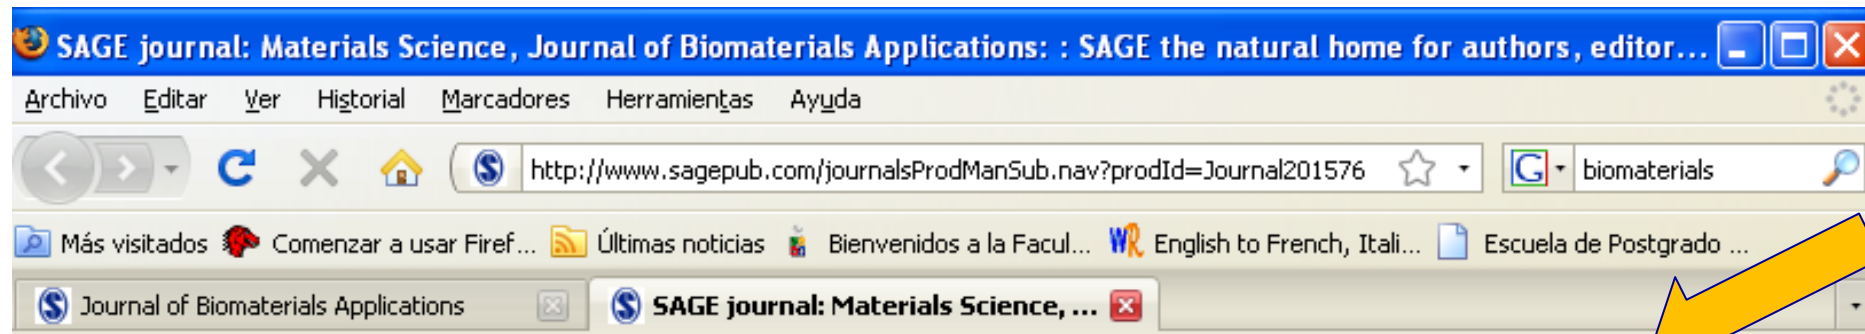 SAGE journal: Materials Science, Journal of Biomaterials Applications: : SAGE the natural home for authors, editor...
Archivo Editar Ver Historial Marcadores Herramientas Ayuda
http://www.sagepub.com/journalsProdManSub.nav?prodId=Journal201576 G biomaterials
Más visitados Comenzar a usar Firef... Últimas noticias Bienvenidos a la Facul... WR English to French, Itali... Escuela de Postgrado ...
Journal of Biomaterials Applications SAGE journal: Materials Science, ...